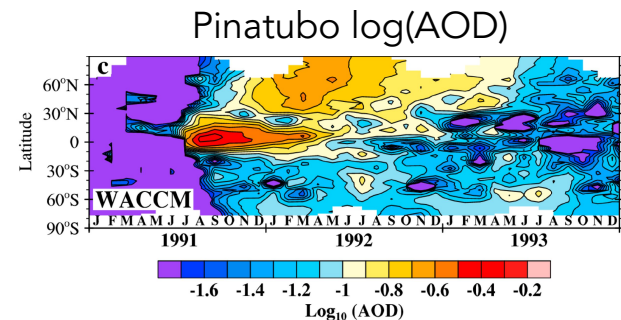 Pinatubo log(AOD)
c
60°N
30°N
0
30°S
60°S
90°S
Latitude
WACCM
J F M A M J J A S O N D J F M A M J J A S O N D J F M A M J J A S O N D
1991 1992 1993
-1.6 -1.4 -1.2 -1 -0.8 -0.6 -0.4 -0.2
Log₁₀ (AOD)